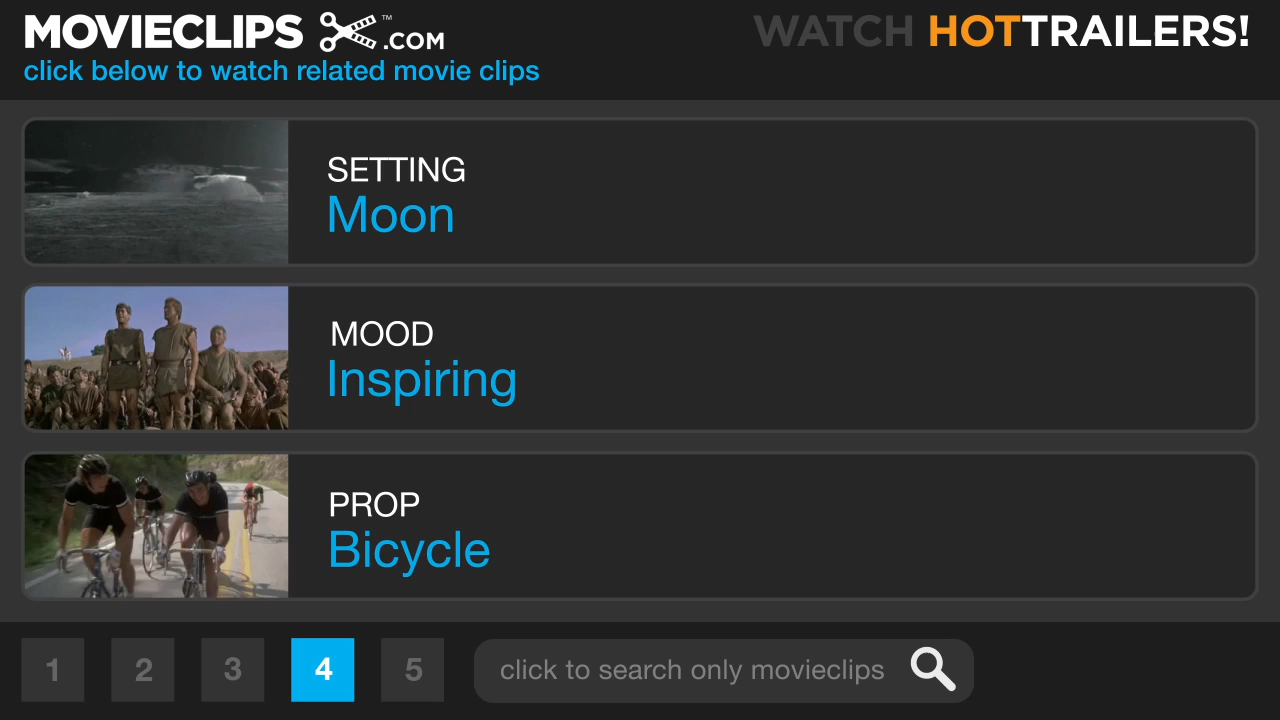 MOVIECLIPS ™ .COM
WATCH HOTTRAILERS!
click below to watch related movie clips
SETTING
Moon
MOOD
Inspiring
PROP
Bicycle
1 2 3 4 5 click to search only movieclips